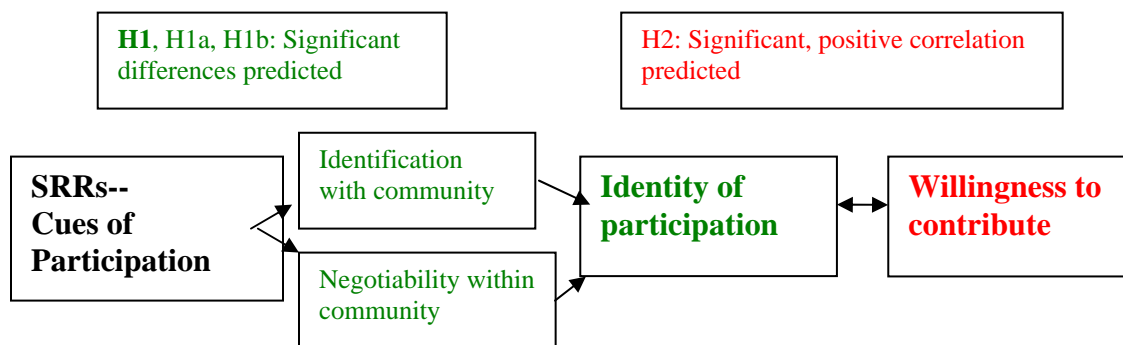 H1, H1a, H1b: Significant
differences predicted
H2: Significant, positive correlation
predicted
SRRs--
Cues of
Participation
Identification
with community
Negotiability within
community
Identity of
participation
Willingness to
contribute